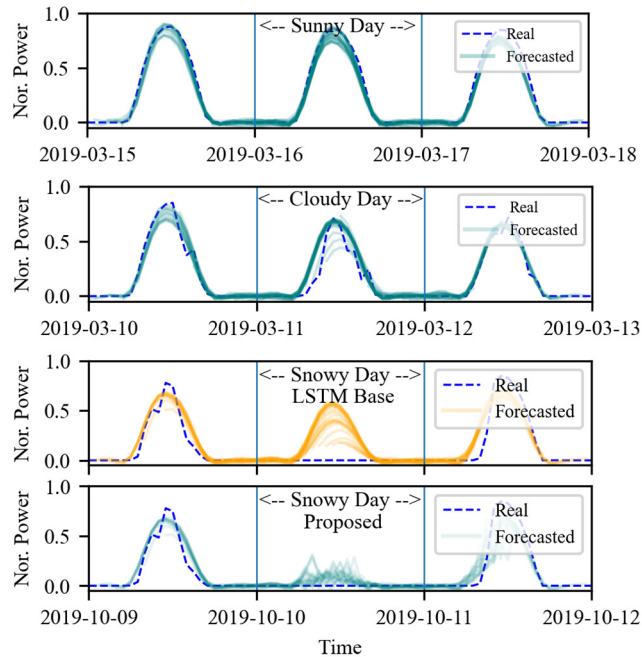 <-- Sunny Day -->
Real
Forecasted
Nor. Power
1.0
0.5
0.0
2019-03-15 2019-03-16 2019-03-17 2019-03-18
<-- Cloudy Day -->
Real
Forecasted
Nor. Power
1.0
0.5
0.0
2019-03-10 2019-03-11 2019-03-12 2019-03-13
<-- Snowy Day -->
LSTM Base
Real
Forecasted
Nor. Power
1.0
0.5
0.0
<-- Snowy Day -->
Proposed
Real
Forecasted
Nor. Power
1.0
0.5
0.0
2019-10-09 2019-10-10 2019-10-11 2019-10-12
Time